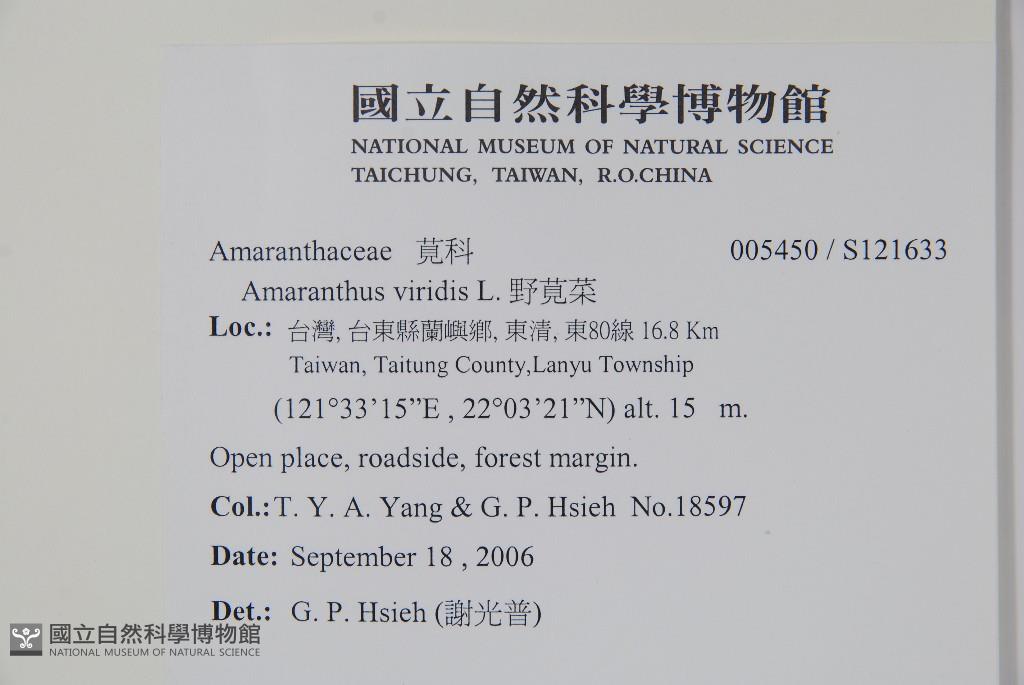 國立自然科學博物館
NATIONAL MUSEUM OF NATURAL SCIENCE
TAICHUNG, TAIWAN, R.O.CHINA
Amaranthaceae 莧科 005450 / S121633
Amaranthus viridis L. 野莧菜
Loc.: 台灣, 台東縣蘭嶼鄉, 東清, 東80線 16.8 Km
Taiwan, Taitung County,Lanyu Township
(121°33’15”E , 22°03’21”N) alt. 15 m.
Open place, roadside, forest margin.
Col.:T. Y. A. Yang & G. P. Hsieh No.18597
Date: September 18 , 2006
Det.: G. P. Hsieh (謝光普)
國立自然科學博物館
NATIONAL MUSEUM OF NATURAL SCIENCE